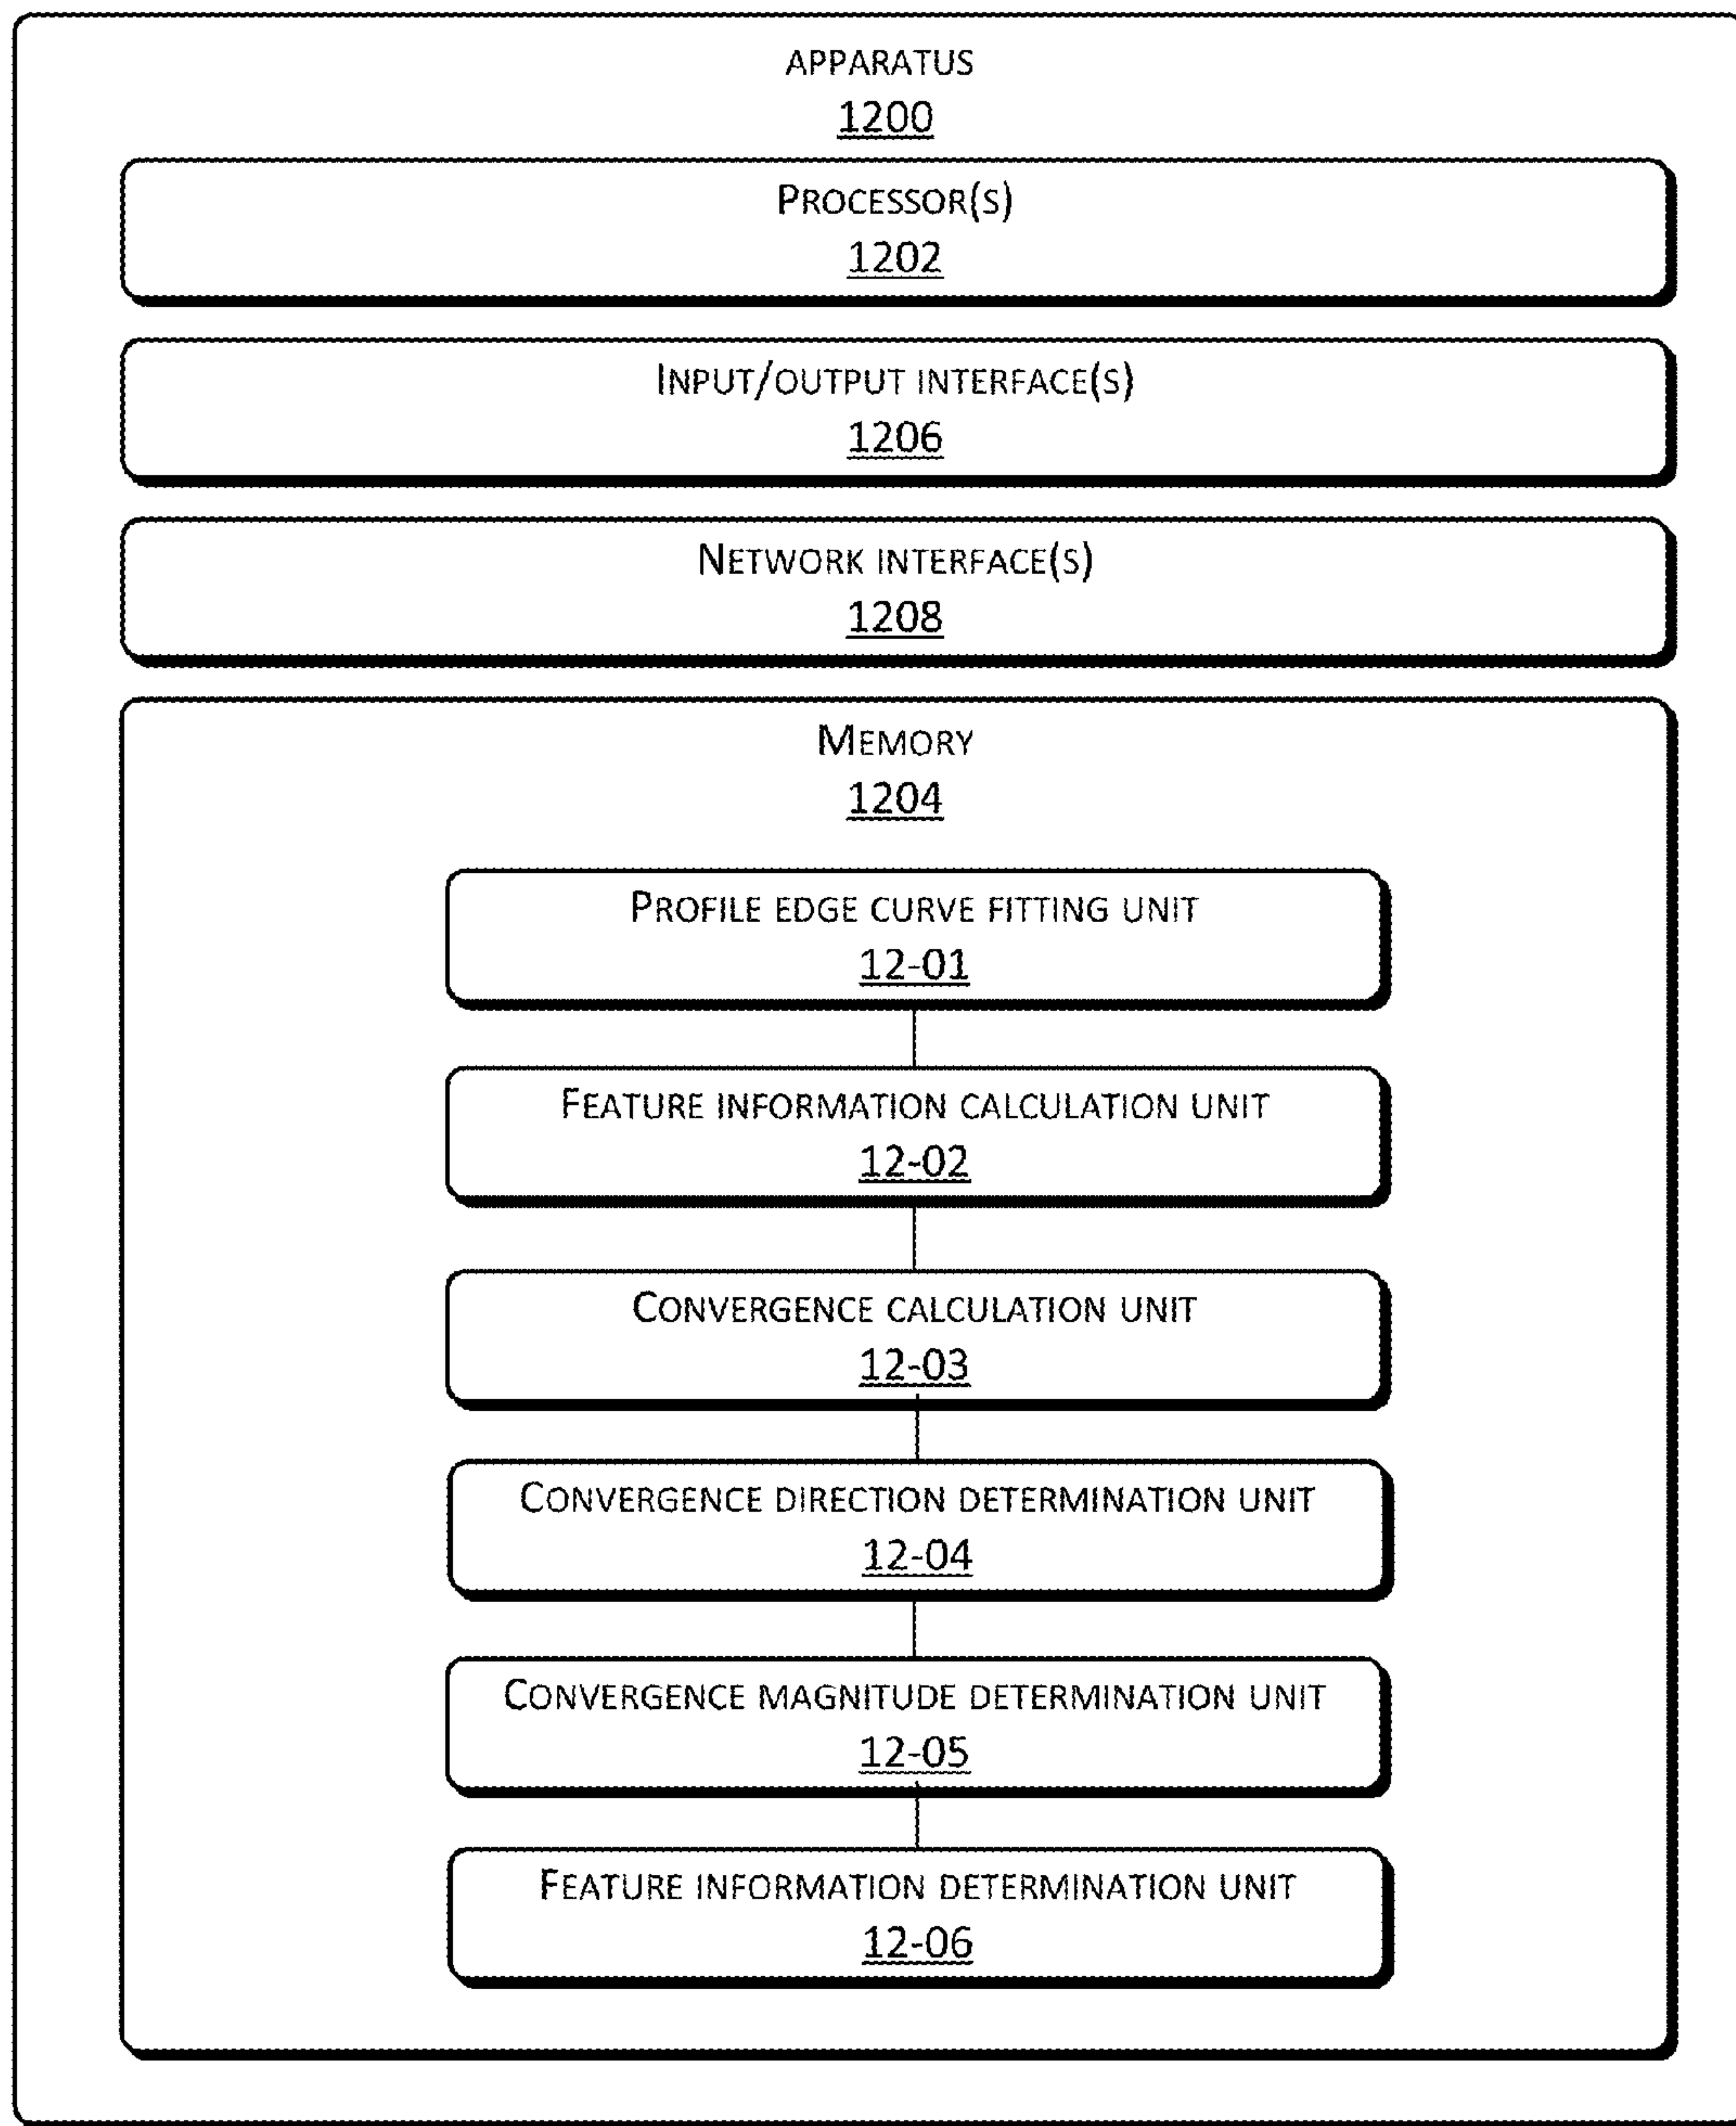 APPARATUS
1200
PROCESSOR(S)
1202
INPUT/OUTPUT INTERFACE(S)
1206
NETWORK INTERFACE(S)
1208
MEMORY
1204
PROFILE EDGE CURVE FITTING UNIT
12-01
FEATURE INFORMATION CALCULATION UNIT
12-02
CONVERGENCE CALCULATION UNIT
12-03
CONVERGENCE DIRECTION DETERMINATION UNIT
12-04
CONVERGENCE MAGNITUDE DETERMINATION UNIT
12-05
FEATURE INFORMATION DETERMINATION UNIT
12-06